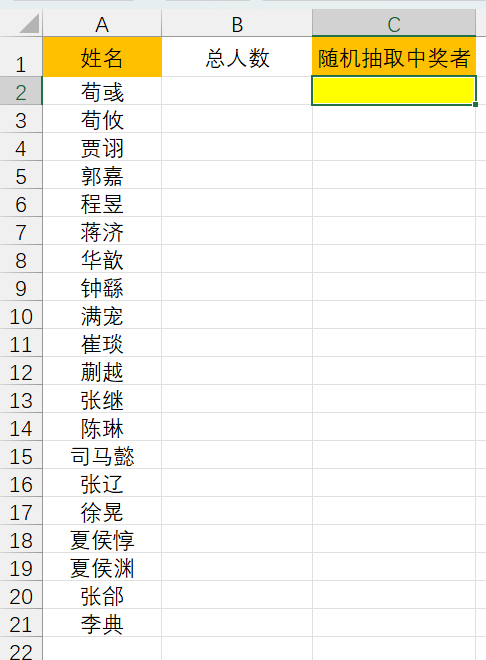 A B C
1 姓名 总人数 随机抽取中奖者
2 荀彧
3 荀攸
4 贾诩
5 郭嘉
6 程昱
7 蒋济
8 华歆
9 钟繇
10 满宠
11 崔琰
12 蒯越
13 张继
14 陈琳
15 司马懿
16 张辽
17 徐晃
18 夏侯惇
19 夏侯渊
20 张郃
21 李典
22